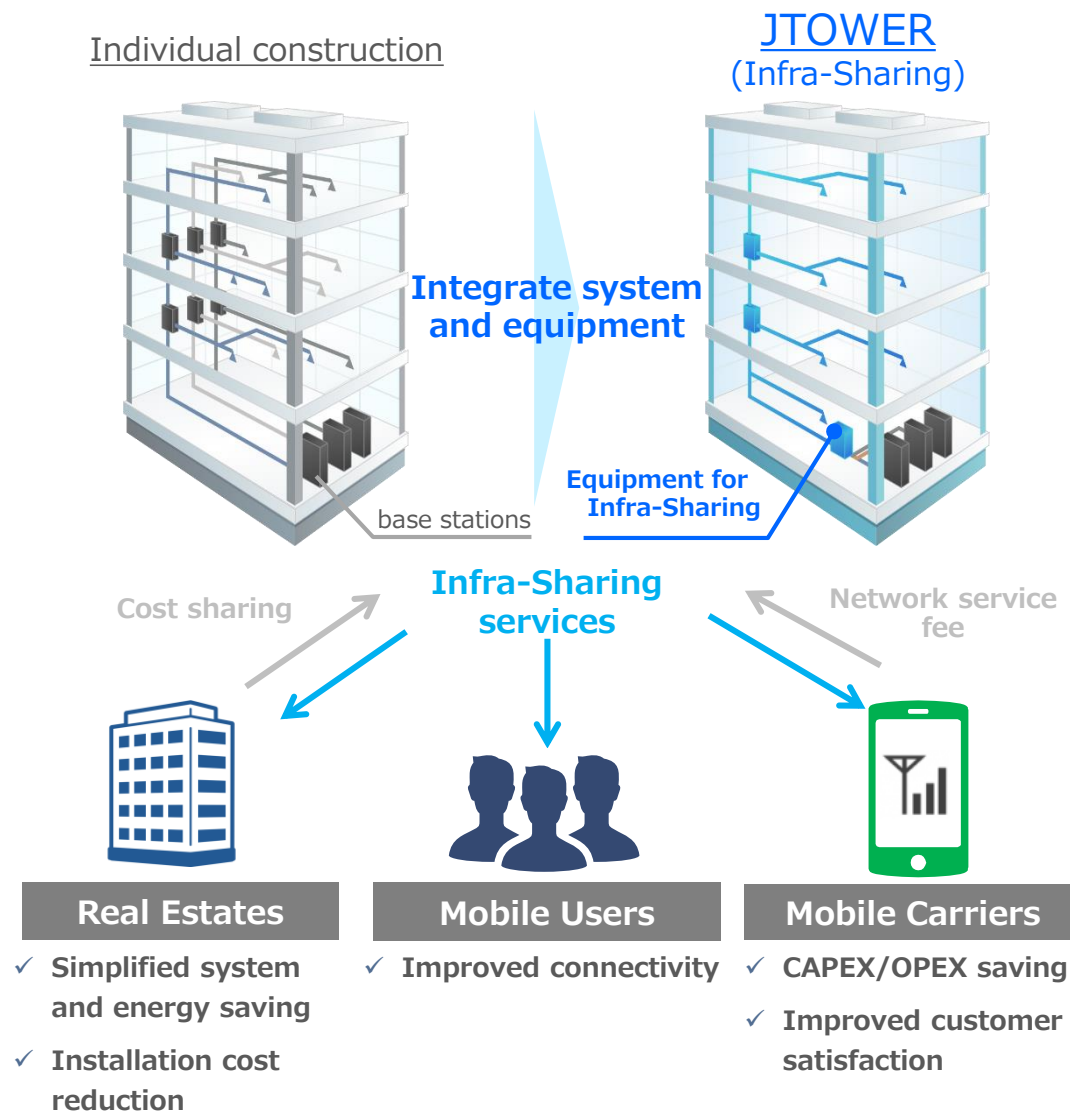 Individual construction
JTOWER
(Infra-Sharing)
Integrate system
and equipment
base stations
Equipment for
Infra-Sharing
Infra-Sharing
services
Cost sharing
Network service
fee
Real Estates
✓ Simplified system
and energy saving
✓ Installation cost
reduction
Mobile Users
✓ Improved connectivity
Mobile Carriers
✓ CAPEX/OPEX saving
✓ Improved customer
satisfaction